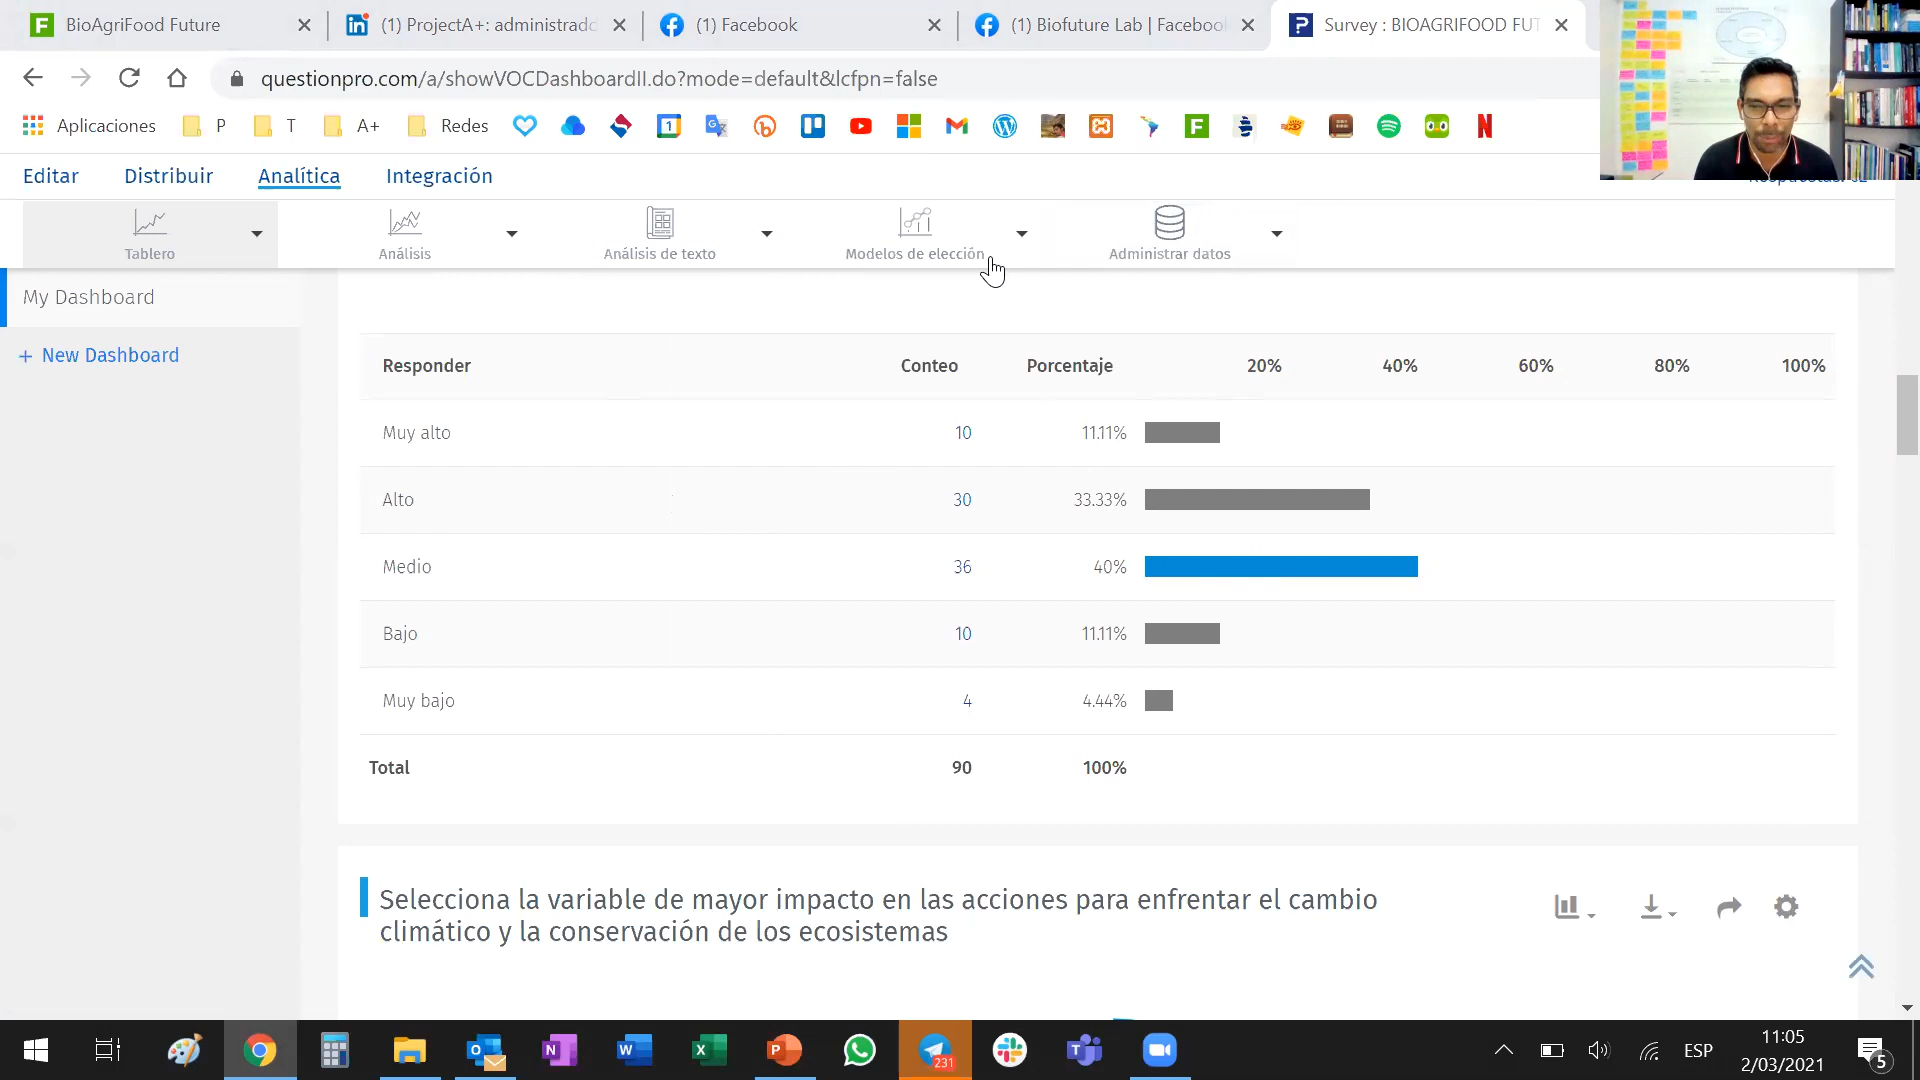 BioAgriFood Future
(1) ProjectA+: administrado
(1) Facebook
(1) Biofuture Lab | Facebook
Survey : BIOAGRIFOOD FUT
questionpro.com/a/showVOCDashboardII.do?mode=default&lcfpn=false
Aplicaciones P T A+ Redes
Editar Distribuir Analítica Integración
Tablero Análisis Análisis de texto Modelos de elección Administrar datos
My Dashboard
+ New Dashboard
Responder Conteo Porcentaje 20% 40% 60% 80% 100%
Muy alto 10 11.11%
Alto 30 33.33%
Medio 36 40%
Bajo 10 11.11%
Muy bajo 4 4.44%
Total 90 100%
Selecciona la variable de mayor impacto en las acciones para enfrentar el cambio
climático y la conservación de los ecosistemas
231
ESP
11:05
2/03/2021
5